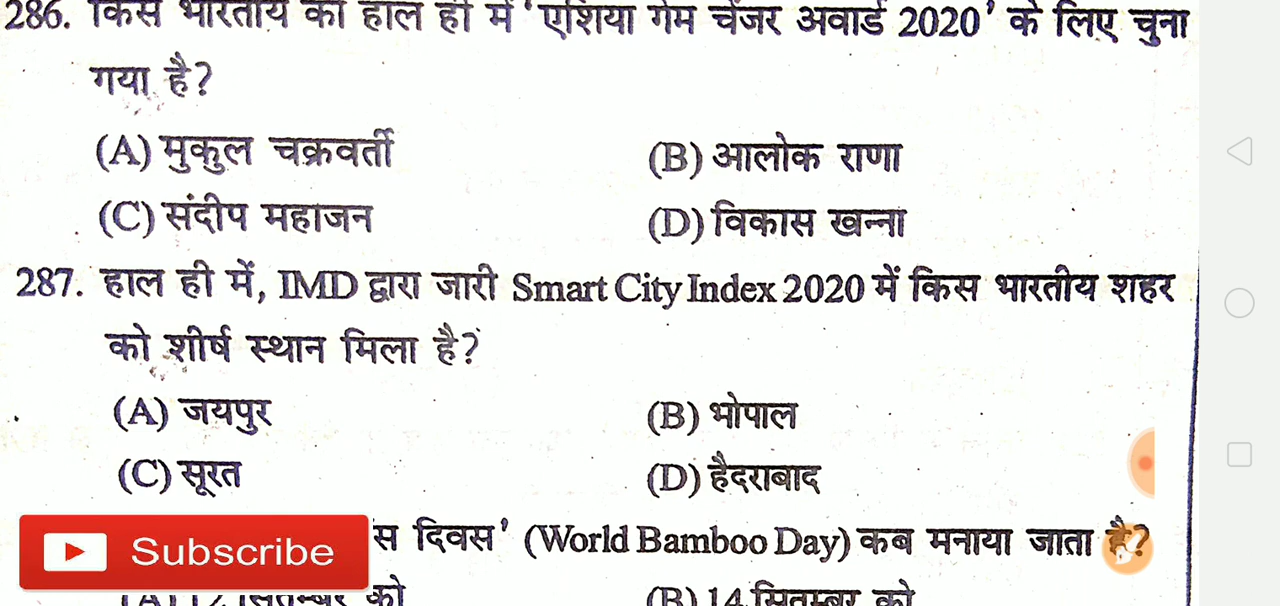 286. किस भारतीय को हाल ही में 'एशिया गेम चेंजर अवार्ड 2020' के लिए चुना
गया है?
(A) मुकुल चक्रवर्ती (B) आलोक राणा
(C) संदीप महाजन (D) विकास खन्ना
287. हाल ही में, IMD द्वारा जारी Smart City Index 2020 में किस भारतीय शहर
को शीर्ष स्थान मिला है?
(A) जयपुर (B) भोपाल
(C) सूरत (D) हैदराबाद
Subscribe
दिवस' (World Bamboo Day) कब मनाया जाता है?
को (B) 14 सितम्बर को